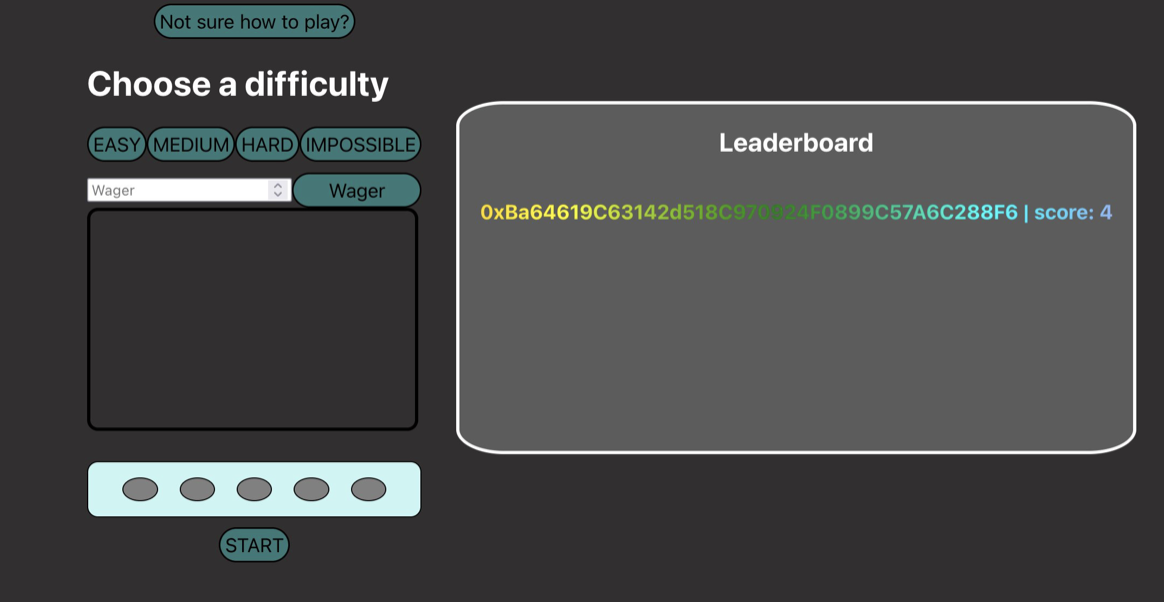 Not sure how to play?
Choose a difficulty
EASY MEDIUM HARD IMPOSSIBLE
Wager Wager
START
Leaderboard
0xBa64619C63142d518C970924F0899C57A6C288F6 | score: 4